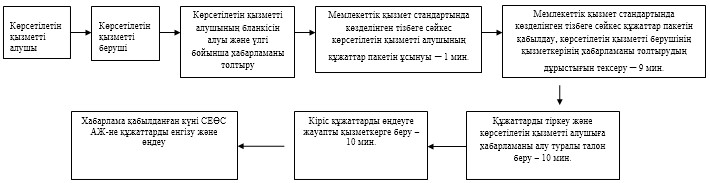 Көрсетілетін
қызметті
алушы
Көрсетілетін
қызметті
беруші
Көрсетілетін қызметті
алушының бланкісін
алуы және үлгі
бойынша хабарламаны
толтыру
Мемлекеттік қызмет стандартында
көзделінген тізбеге сәйкес
көрсетілетін қызметті алушының
құжаттар пакетін ұсынуы ─ 1 мин.
Мемлекеттік қызмет стандартында
көзделінген тізбеге сәйкес құжаттар пакетін
қабылдау, көрсетілетін қызметті берушінің
қызметкерінің хабарламаны толтырудың
дұрыстығын тексеру ─ 9 мин.
Құжаттарды тіркеу және
көрсетілетін қызметті алушыға
хабарламаны алу туралы талон
беру – 10 мин.
Кіріс құжаттарды өңдеуге
жауапты қызметкерге беру –
10 мин.
Хабарлама қабылданған күні СЕӨС
АЖ-не құжаттарды енгізу және
өңдеу